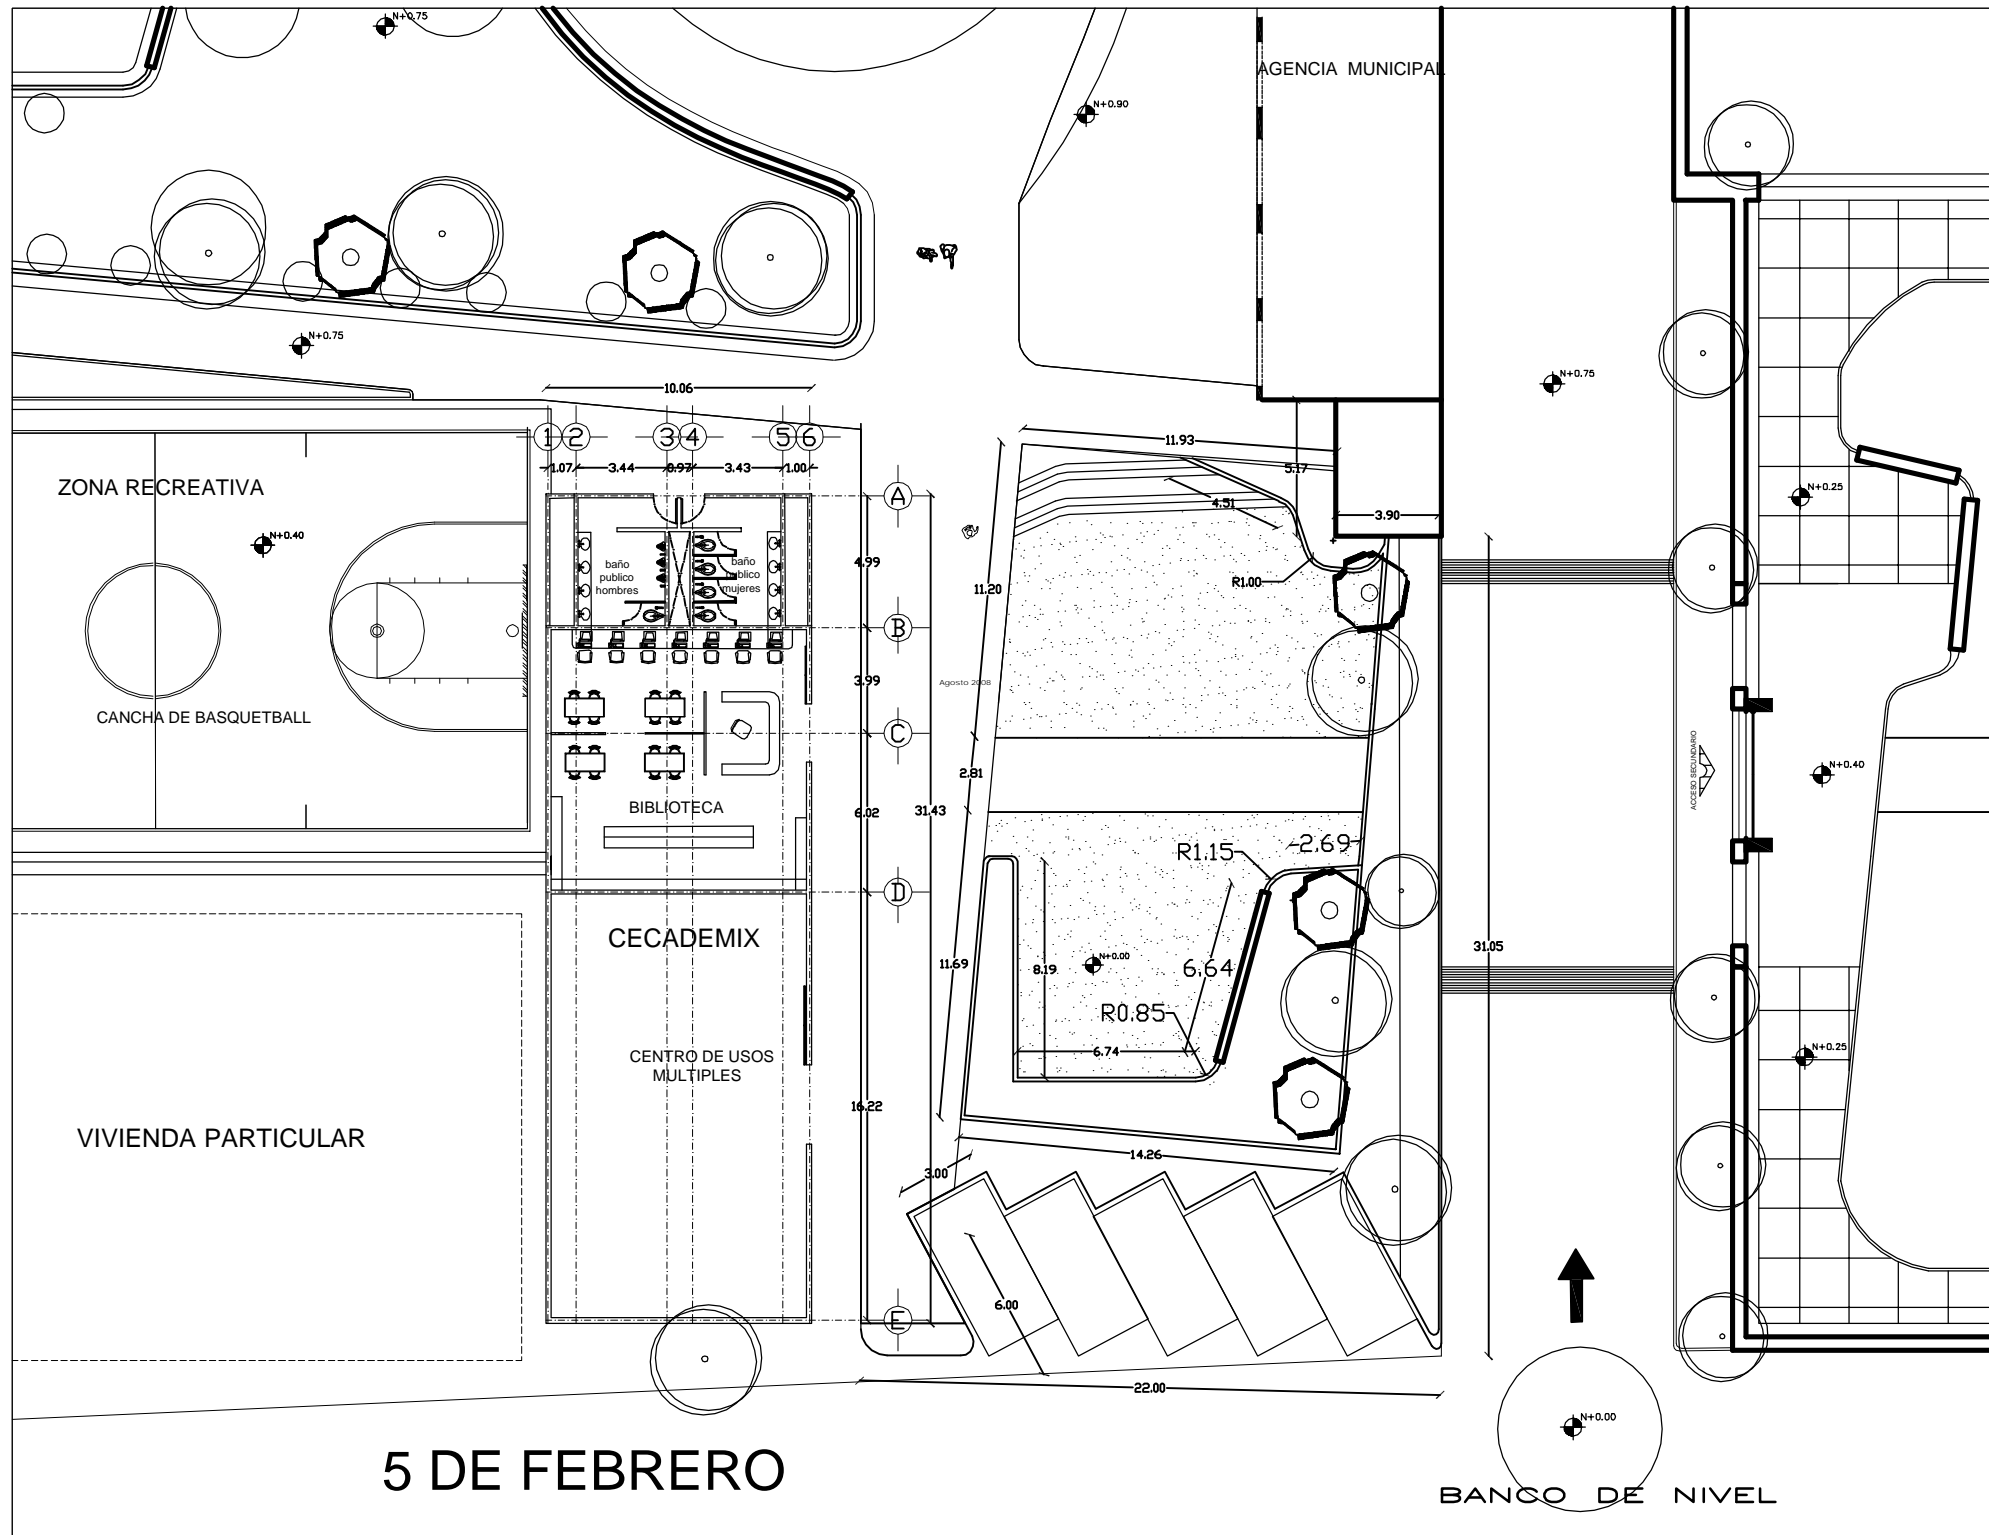 N+0.75
AGENCIA MUNICIPAL
N+0.90
N+0.75
N+0.75
10.06
1 2 3 4 5 6
1.07 3.44 0.97 3.43 1.00
11.93
5.17
4.51
3.90
ZONA RECREATIVA
N+0.40
A
N+0.25
4.99
baño
publico
hombres
baño
publico
mujeres
11.20
R1.00
B
3.99
Agosto 2008
CANCHA DE BASQUETBALL
C
2.81
ACCESO SECUNDARIO
N+0.40
BIBLIOTECA
6.02
31.43
R1.15
2.69
D
CECADEMIX
31.05
11.69
8.19
N+0.00
6.64
R0.85
6.74
CENTRO DE USOS
MULTIPLES
N+0.25
16.22
VIVIENDA PARTICULAR
14.26
3.00
6.00
E
22.00
N+0.00
5 DE FEBRERO
BANCO DE NIVEL